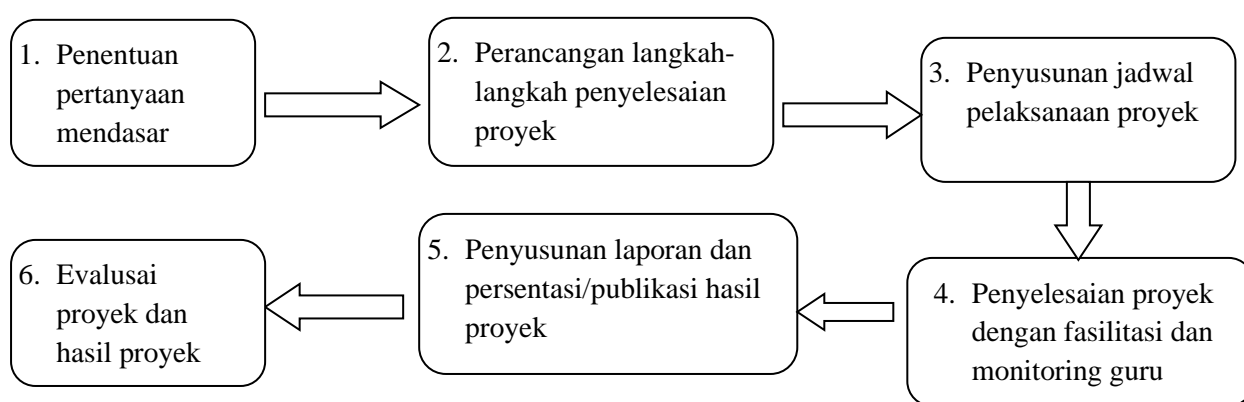 1. Penentuan
pertanyaan
mendasar
2. Perancangan langkah-
langkah penyelesaian
proyek
3. Penyusunan jadwal
pelaksanaan proyek
4. Penyelesaian proyek
dengan fasilitasi dan
monitoring guru
5. Penyusunan laporan dan
persentasi/publikasi hasil
proyek
6. Evalusai
proyek dan
hasil proyek